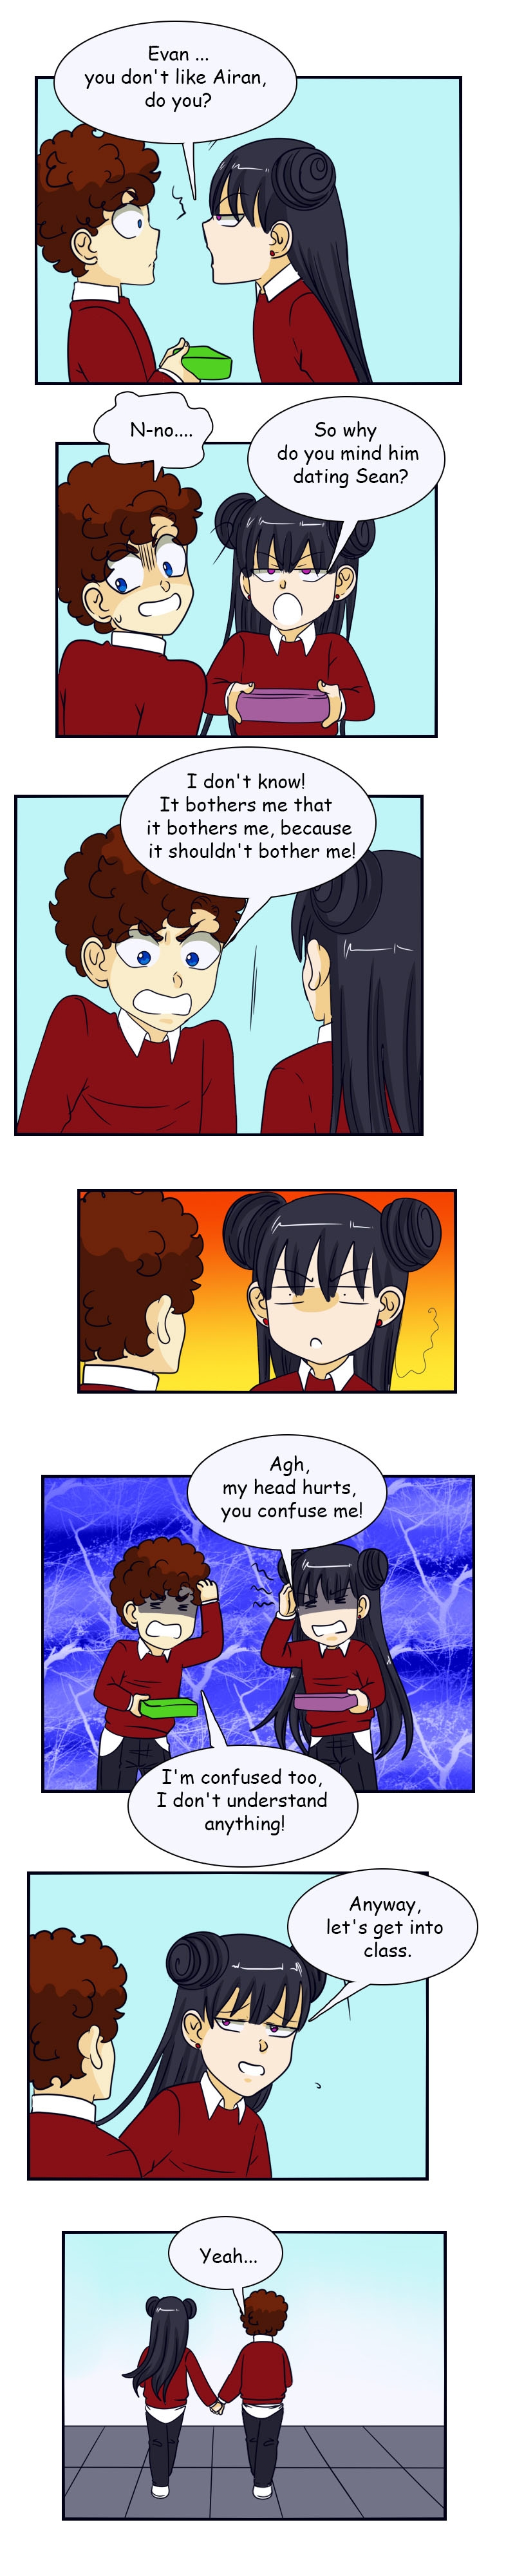 Evan ...
you don't like Airan,
do you?
N-no....
So why
do you mind him
dating Sean?
I don't know!
It bothers me that
it bothers me, because
it shouldn't bother me!
Agh,
my head hurts,
you confuse me!
I'm confused too,
I don't understand
anything!
Anyway,
let's get into
class.
Yeah...